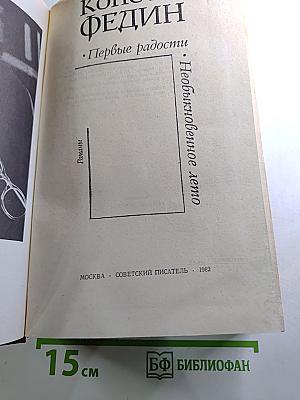 ФЕДИН
• Первые радости
• Необыкновенное лето
Романы
МОСКВА · СОВЕТСКИЙ ПИСАТЕЛЬ · 1982
15 см
БФ БИБЛИОФАН